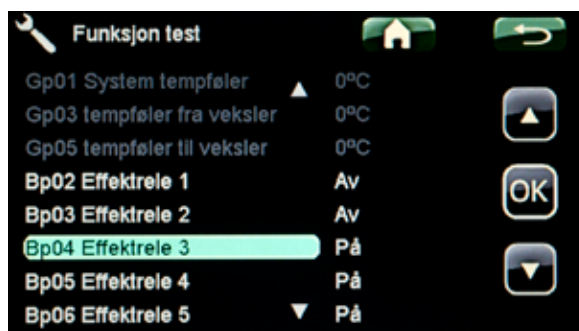 Funksjon test
Gp01 System tempføler 0ºC
Gp03 tempføler fra veksler 0ºC
Gp05 tempføler til veksler 0ºC
Bp02 Effektrele 1 Av
Bp03 Effektrele 2 Av
Bp04 Effektrele 3 På
Bp05 Effektrele 4 På
Bp06 Effektrele 5 På
OK